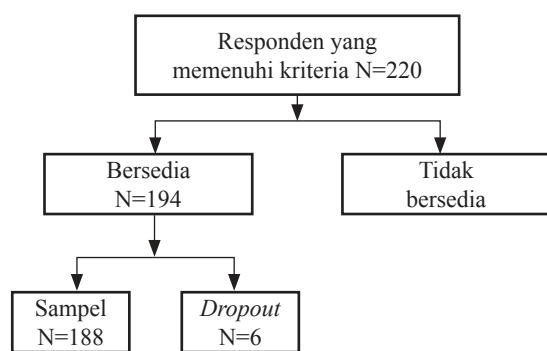 Responden yang
memenuhi kriteria N=220
Bersedia
N=194
Tidak
bersedia
Sampel
N=188
Dropout
N=6